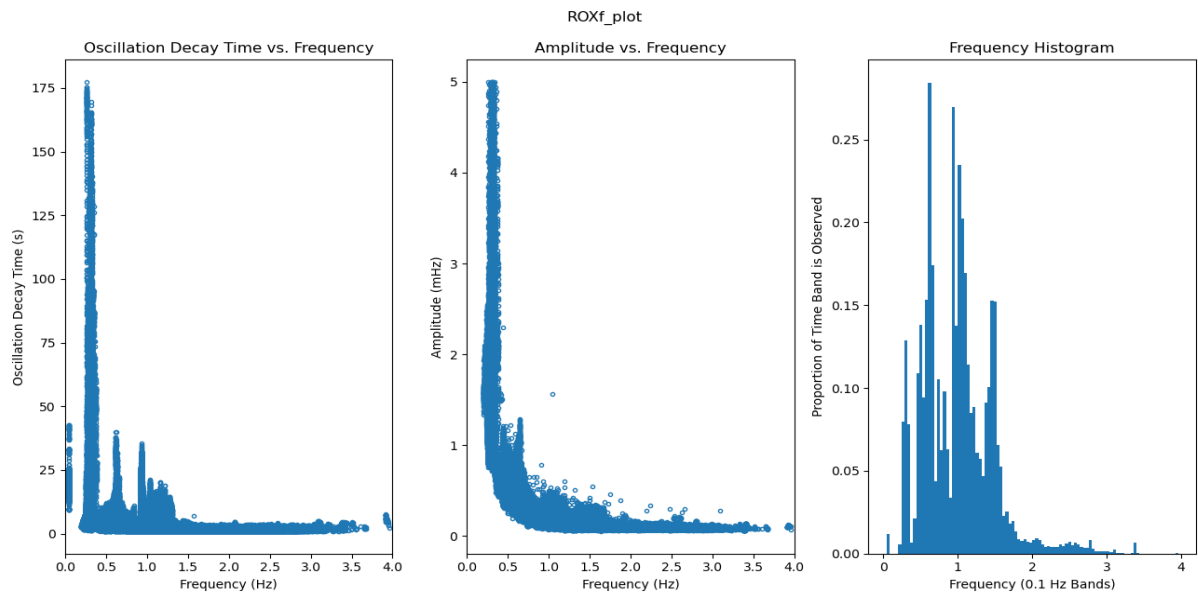 ROXf_plot
Oscillation Decay Time vs. Frequency
Amplitude vs. Frequency
Frequency Histogram
Oscillation Decay Time (s)
175
150
125
100
75
50
25
0
0.0 0.5 1.0 1.5 2.0 2.5 3.0 3.5 4.0
Frequency (Hz)
Amplitude (mHz)
5
4
3
2
1
0
0.0 0.5 1.0 1.5 2.0 2.5 3.0 3.5 4.0
Frequency (Hz)
Proportion of Time Band is Observed
0.25
0.20
0.15
0.10
0.05
0.00
0 1 2 3 4
Frequency (0.1 Hz Bands)